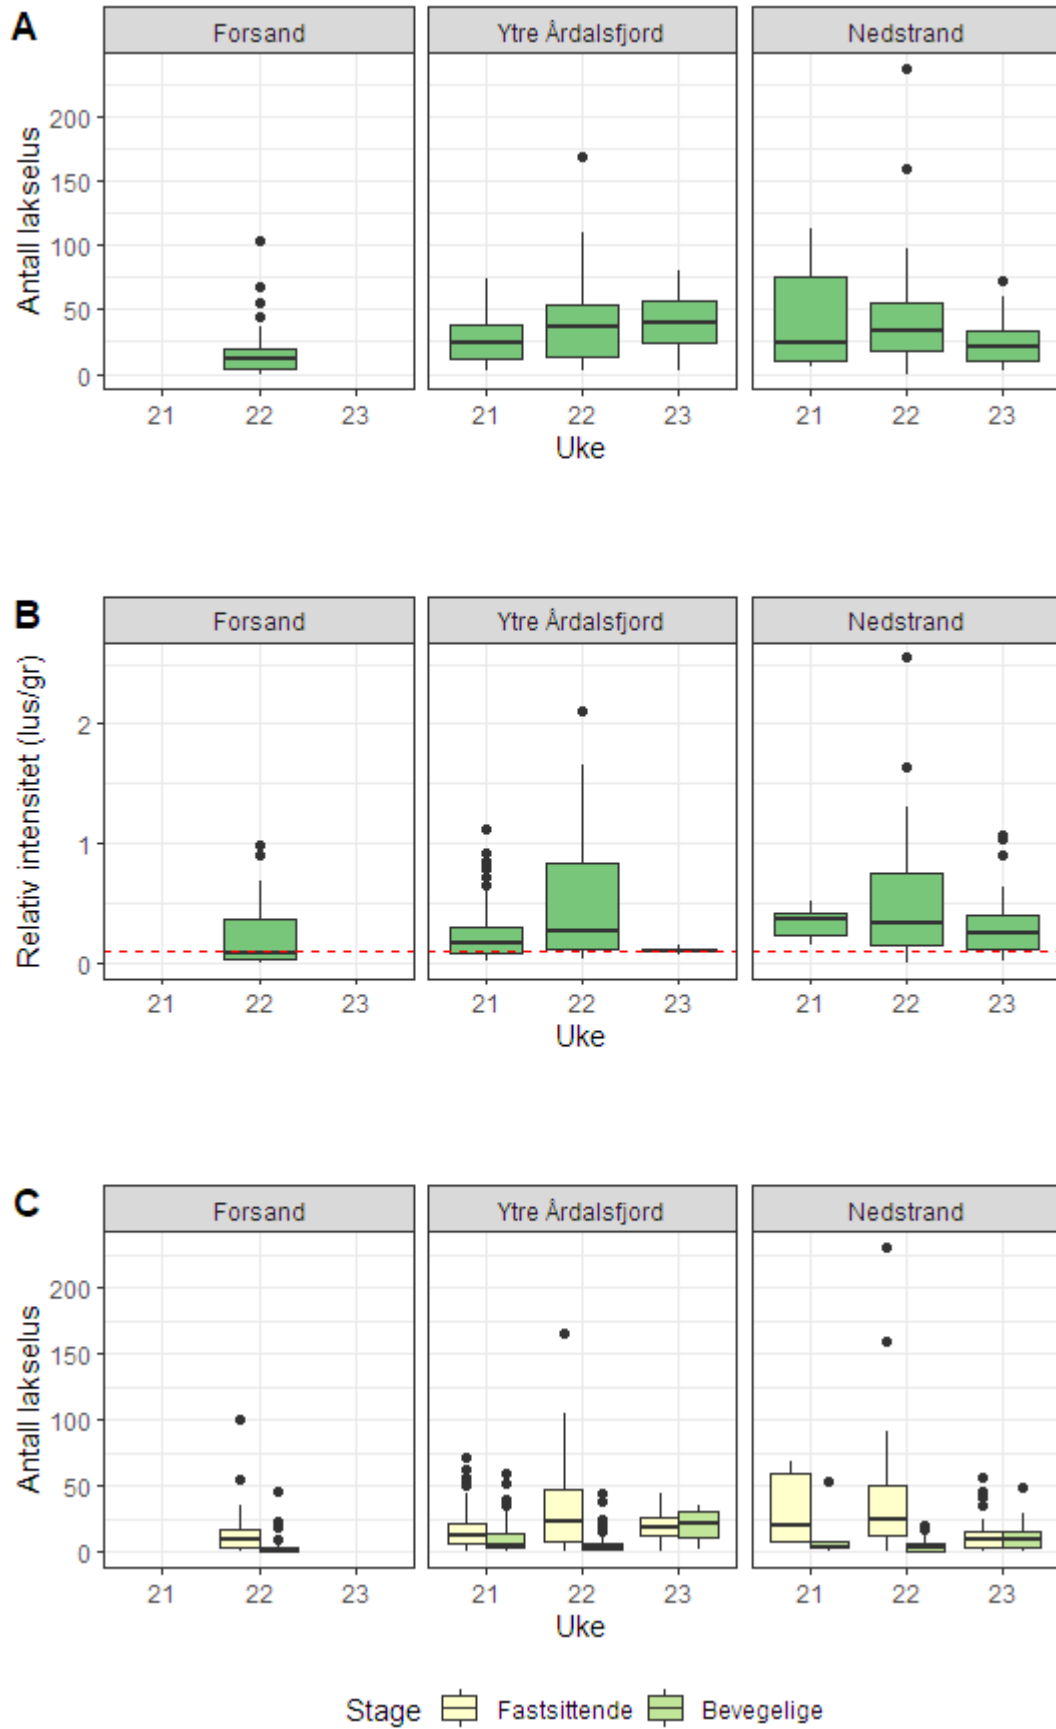 A
Forsand
Ytre Årdalsfjord
Nedstrand
Antall lakselus
200
150
100
50
0
21 22 23
21 22 23
21 22 23
Uke
B
Forsand
Ytre Årdalsfjord
Nedstrand
Relativ intensitet (lus/gr)
2
1
0
21 22 23
21 22 23
21 22 23
Uke
C
Forsand
Ytre Årdalsfjord
Nedstrand
Antall lakselus
200
150
100
50
0
21 22 23
21 22 23
21 22 23
Uke
Stage Fastsittende Bevegelige